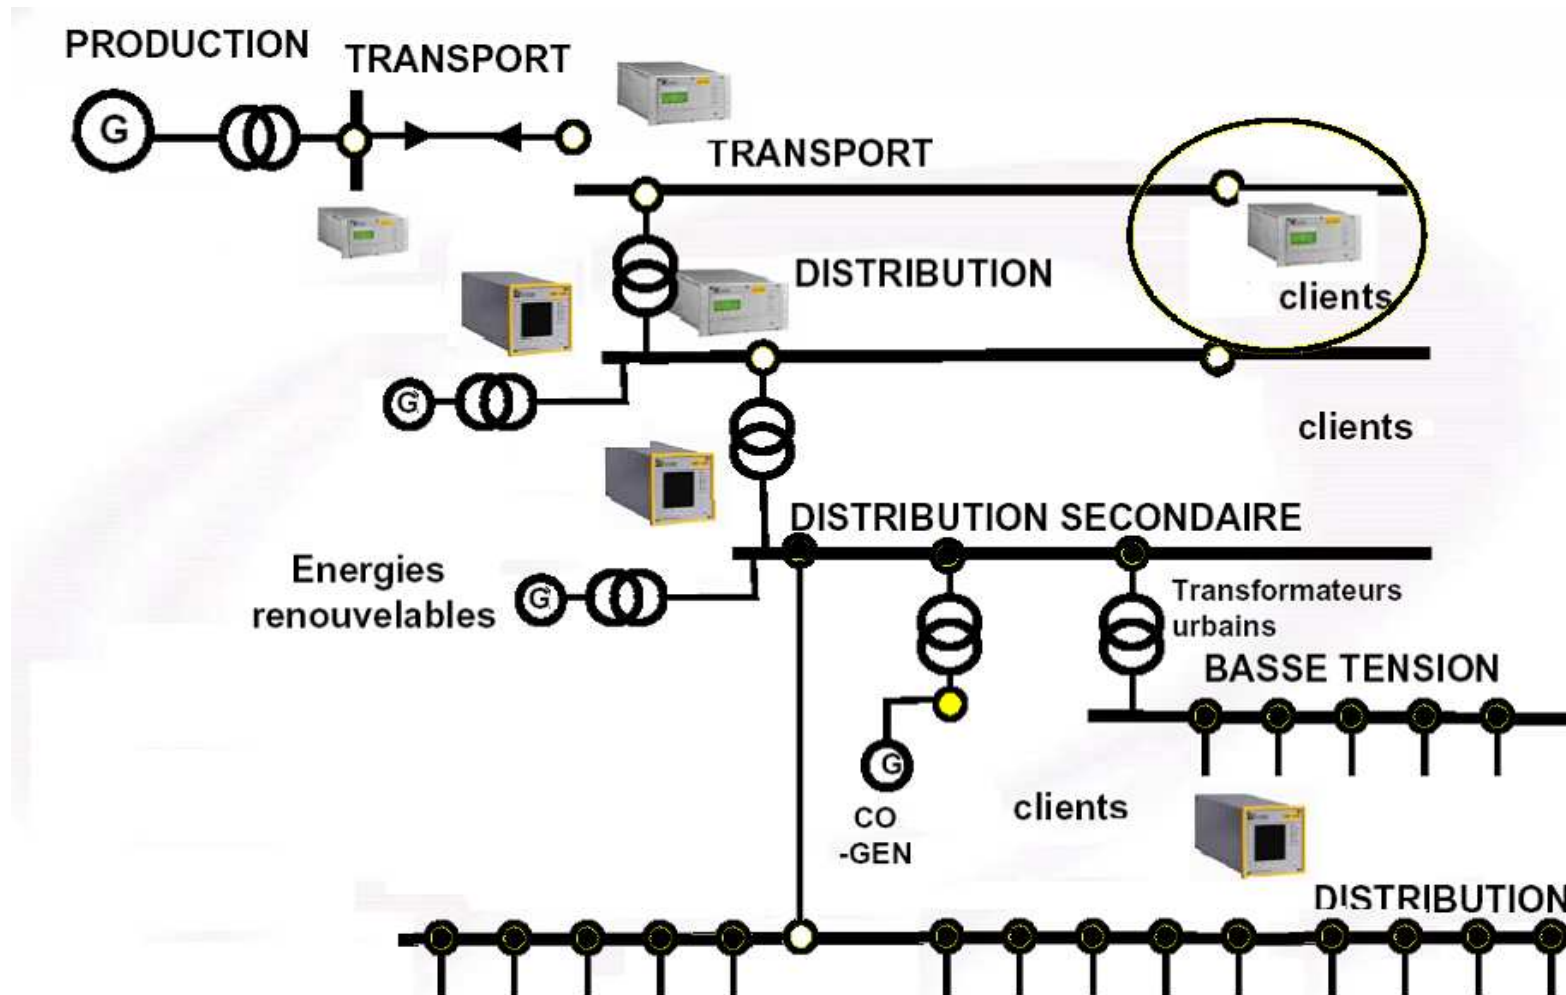 PRODUCTION
TRANSPORT
G
TRANSPORT
DISTRIBUTION
clients
G
clients
DISTRIBUTION SECONDAIRE
Energies
renouvelables
G
Transformateurs
urbains
BASSE TENSION
G
CO
-GEN
clients
DISTRIBUTION